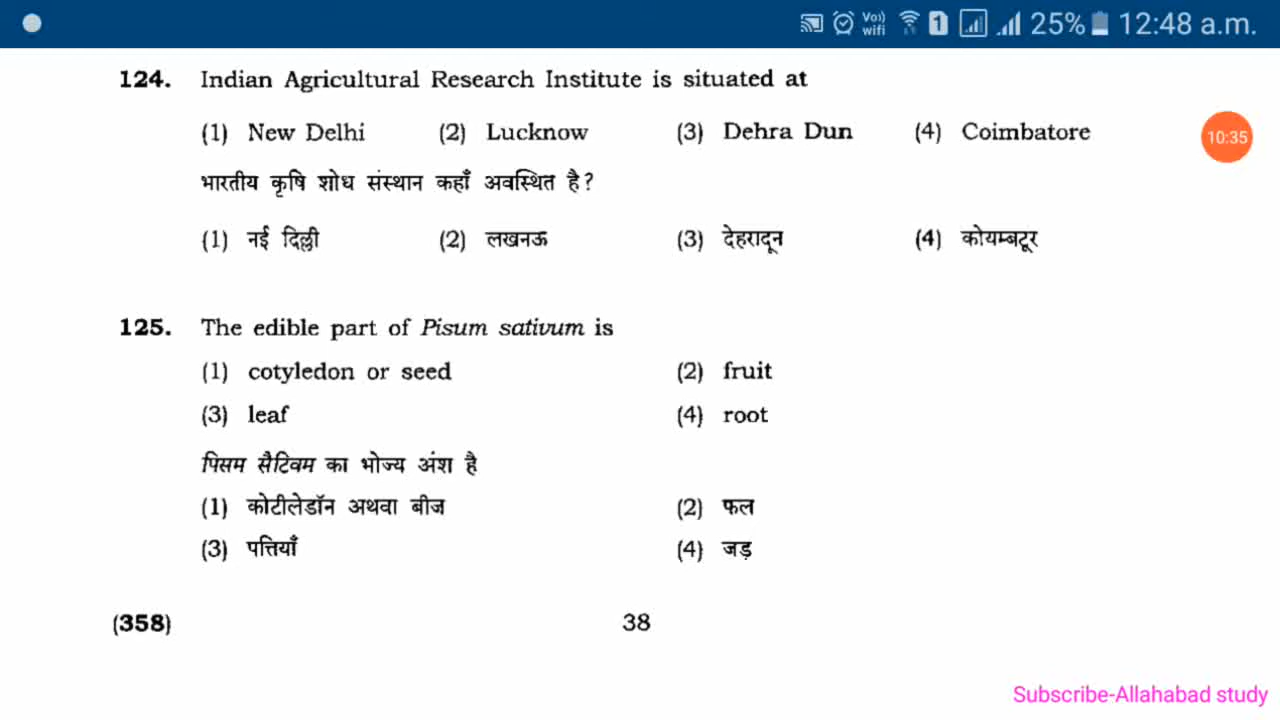 Vo) wifi 1 25% 12:48 a.m.
124. Indian Agricultural Research Institute is situated at
(1) New Delhi (2) Lucknow (3) Dehra Dun (4) Coimbatore
10:35
भारतीय कृषि शोध संस्थान कहाँ अवस्थित है?
(1) नई दिल्ली (2) लखनऊ (3) देहरादून (4) कोयम्बटूर
125. The edible part of Pisum sativum is
(1) cotyledon or seed (2) fruit
(3) leaf (4) root
पिसम सैटिवम का भोज्य अंश है
(1) कोटीलेडॉन अथवा बीज (2) फल
(3) पत्तियाँ (4) जड़
(358) 38
Subscribe-Allahabad study